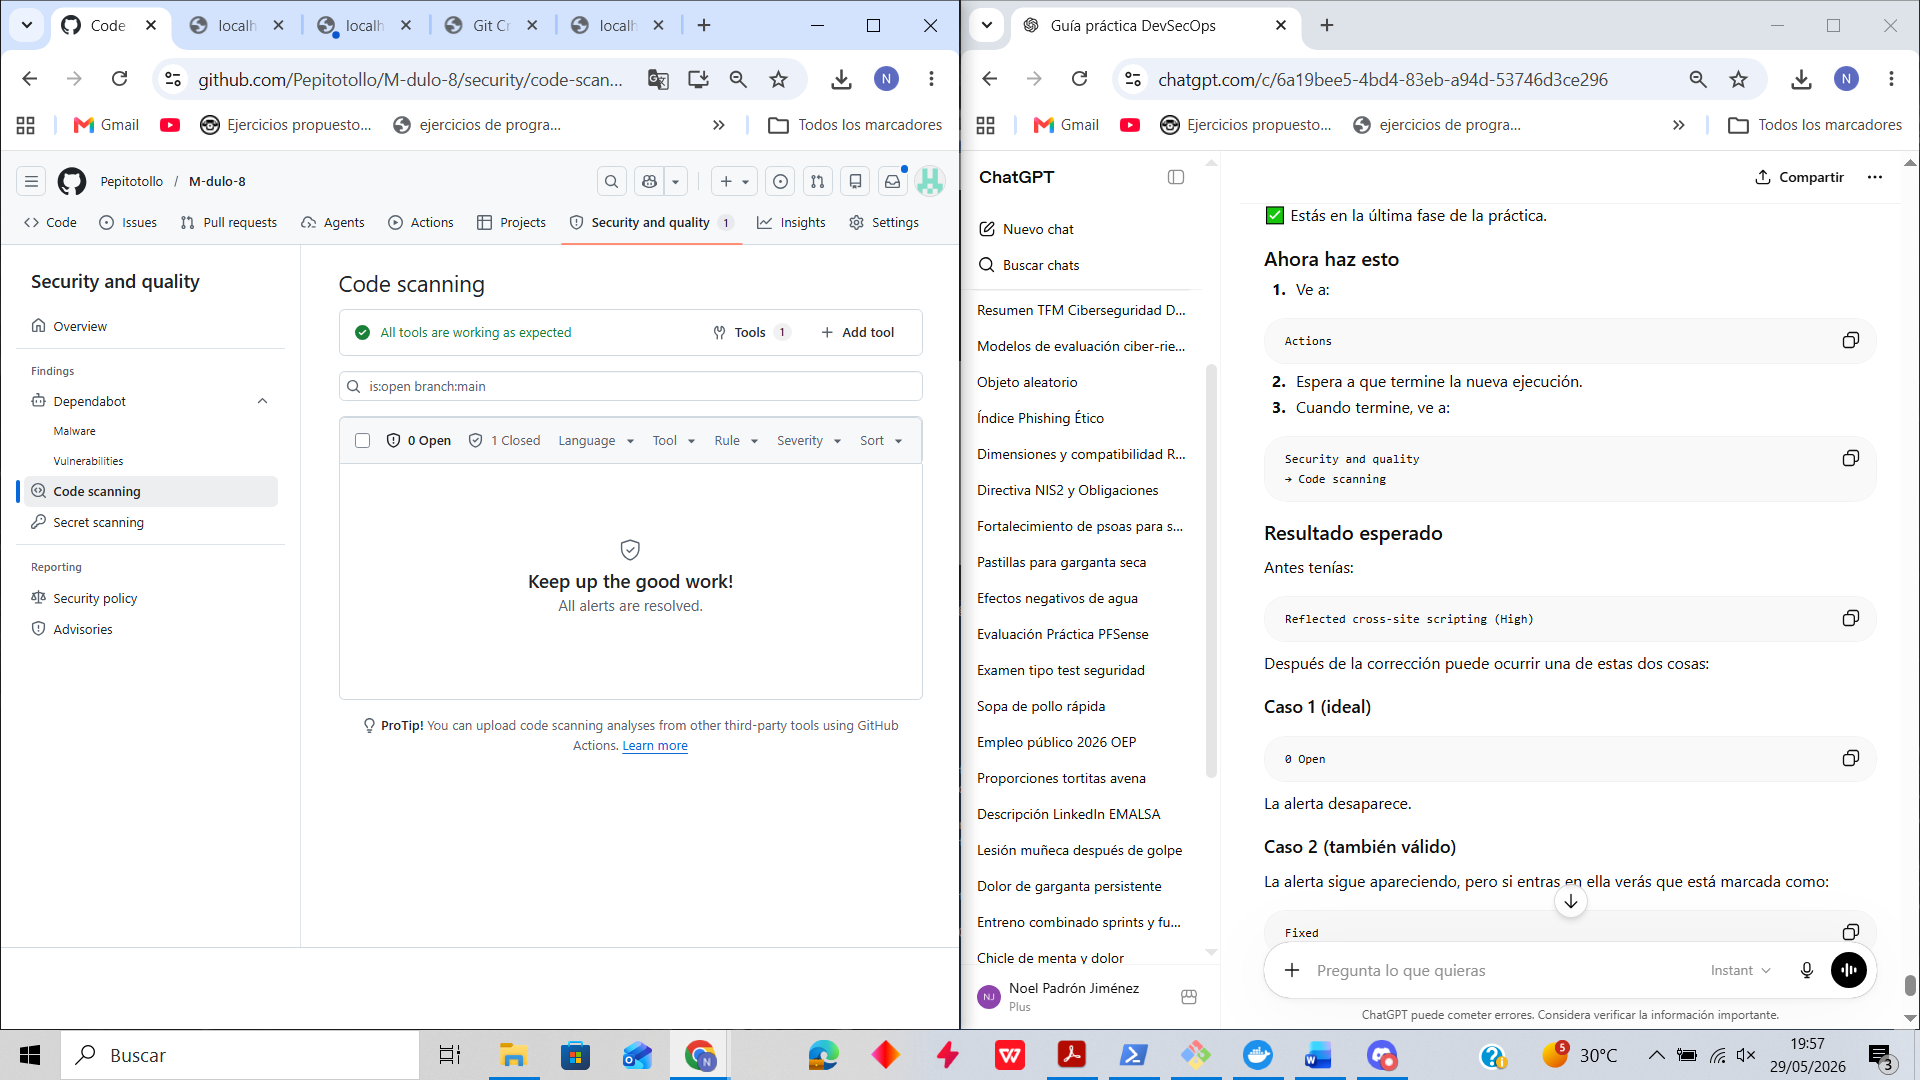 Code
localh
localh
Git Cr
localh
github.com/Pepitotollo/M-dulo-8/security/code-scan...
N
Gmail
Ejercicios propuesto...
ejercicios de progra...
Todos los marcadores
Pepitotollo / M-dulo-8
Code
Issues
Pull requests
Agents
Actions
Projects
Security and quality 1
Insights
Settings
Security and quality
Overview
Findings
Dependabot
Malware
Vulnerabilities
Code scanning
Secret scanning
Reporting
Security policy
Advisories
Code scanning
All tools are working as expected
Tools 1
Add tool
is:open branch:main
0 Open
1 Closed
Language
Tool
Rule
Severity
Sort
Keep up the good work!
All alerts are resolved.
ProTip! You can upload code scanning analyses from other third-party tools using GitHub
Actions. Learn more
Guía práctica DevSecOps
chatgpt.com/c/6a19bee5-4bd4-83eb-a94d-53746d3ce296
N
Gmail
Ejercicios propuesto...
ejercicios de progra...
Todos los marcadores
ChatGPT
Nuevo chat
Buscar chats
Resumen TFM Ciberseguridad D...
Modelos de evaluación ciber-rie...
Objeto aleatorio
Índice Phishing Ético
Dimensiones y compatibilidad R...
Directiva NIS2 y Obligaciones
Fortalecimiento de psoas para s...
Pastillas para garganta seca
Efectos negativos de agua
Evaluación Práctica PFSense
Examen tipo test seguridad
Sopa de pollo rápida
Empleo público 2026 OEP
Proporciones tortitas avena
Descripción LinkedIn EMALSA
Lesión muñeca después de golpe
Dolor de garganta persistente
Entreno combinado sprints y fu...
Chicle de menta y dolor
NJ
Noel Padrón Jiménez
Plus
Compartir
Estás en la última fase de la práctica.
Ahora haz esto
1. Ve a:
Actions
2. Espera a que termine la nueva ejecución.
3. Cuando termine, ve a:
Security and quality
→ Code scanning
Resultado esperado
Antes tenías:
Reflected cross-site scripting (High)
Después de la corrección puede ocurrir una de estas dos cosas:
Caso 1 (ideal)
0 Open
La alerta desaparece.
Caso 2 (también válido)
La alerta sigue apareciendo, pero si entras en ella verás que está marcada como:
Fixed
Pregunta lo que quieras
Instant
ChatGPT puede cometer errores. Considera verificar la información importante.
Buscar
5
30°C
19:57
29/05/2026
3